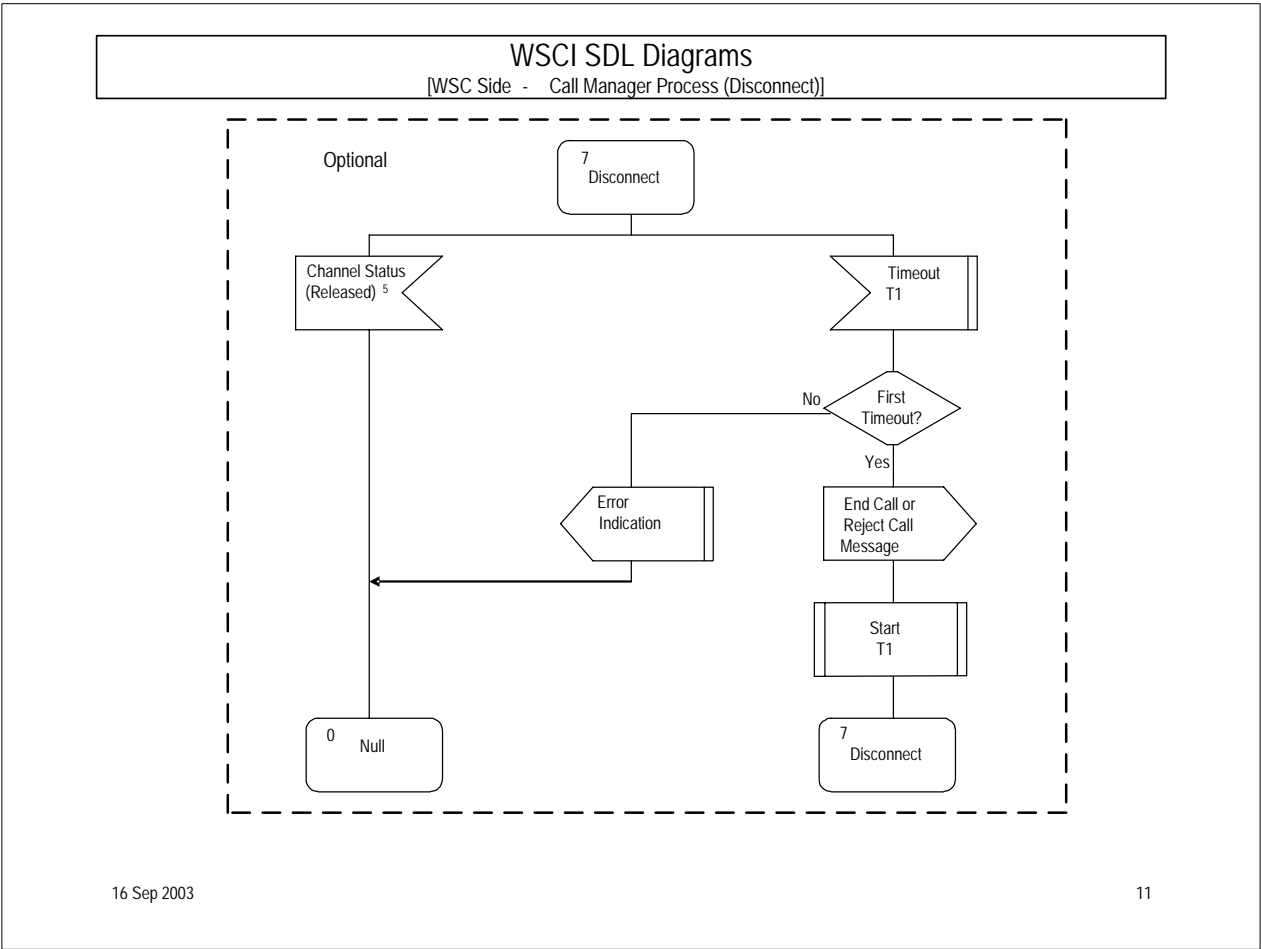 WSCI SDL Diagrams
[WSC Side - Call Manager Process (Disconnect)]
Optional
7
Disconnect
Channel Status
(Released) 5
Timeout
T1
First
Timeout?
No
Yes
Error
Indication
End Call or
Reject Call
Message
Start
T1
0
Null
7
Disconnect
16 Sep 2003
11